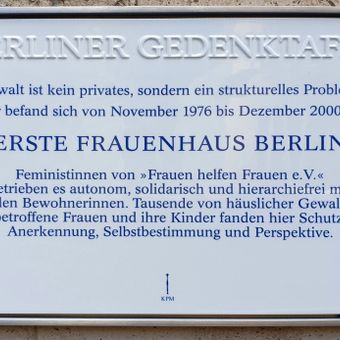 ERLINER GEDENKTAF
walt ist kein privates, sondern ein strukturelles Proble
r befand sich von November 1976 bis Dezember 2000
ERSTE FRAUENHAUS BERLIN
Feministinnen von »Frauen helfen Frauen e.V.«
etrieben es autonom, solidarisch und hierarchiefrei m
den Bewohnerinnen. Tausende von häuslicher Gewal
betroffene Frauen und ihre Kinder fanden hier Schutz
Anerkennung, Selbstbestimmung und Perspektive.
KPM